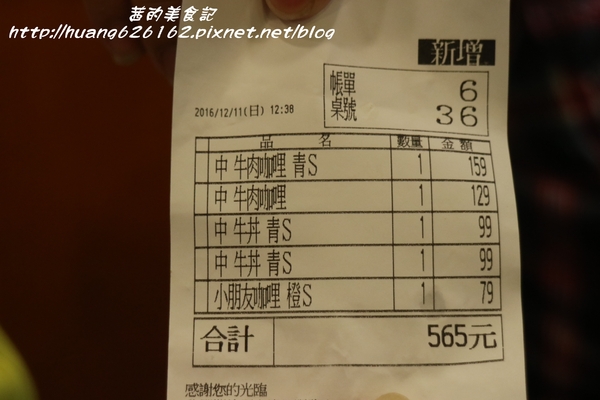 茜的美食記
http://huang626162.pixnet.net/blog
新增
帳單 6
桌號 36
2016/12/11(日) 12:38
品 名 數量 金額
中 牛肉咖哩 青S 1 159
中 牛肉咖哩 1 129
中 牛丼 青S 1 99
中 牛丼 青S 1 99
小朋友咖哩 橙S 1 79
合計 565元
感謝您的光臨